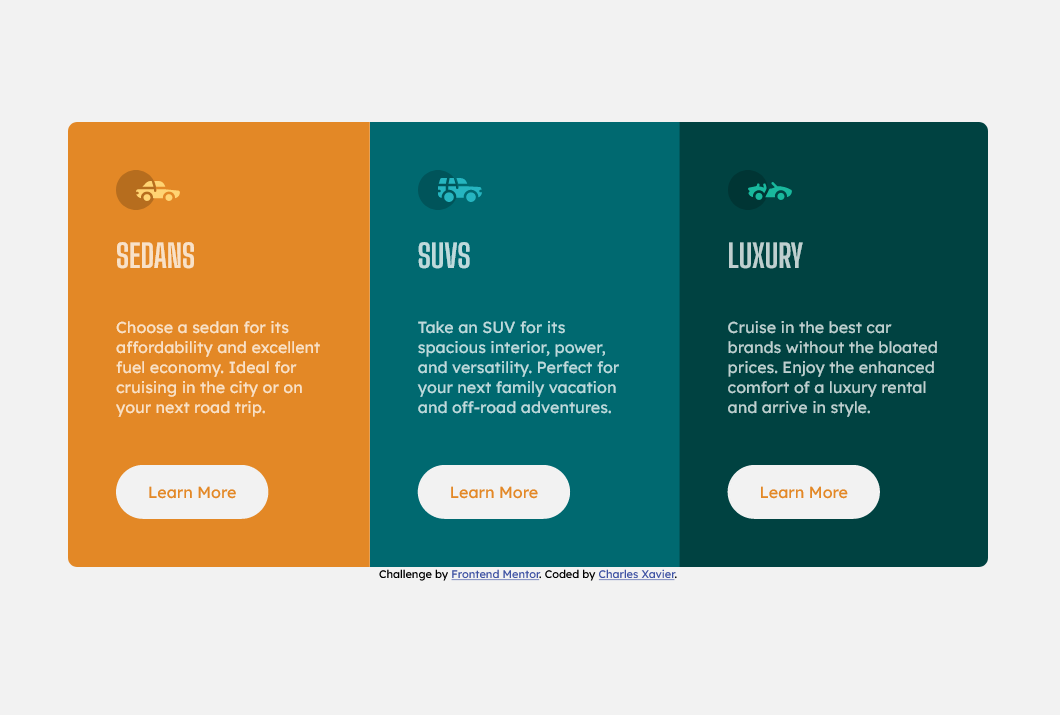 SEDANS
Choose a sedan for its
affordability and excellent
fuel economy. Ideal for
cruising in the city or on
your next road trip.
Learn More
SUVS
Take an SUV for its
spacious interior, power,
and versatility. Perfect for
your next family vacation
and off-road adventures.
Learn More
LUXURY
Cruise in the best car
brands without the bloated
prices. Enjoy the enhanced
comfort of a luxury rental
and arrive in style.
Learn More
Challenge by Frontend Mentor. Coded by Charles Xavier.